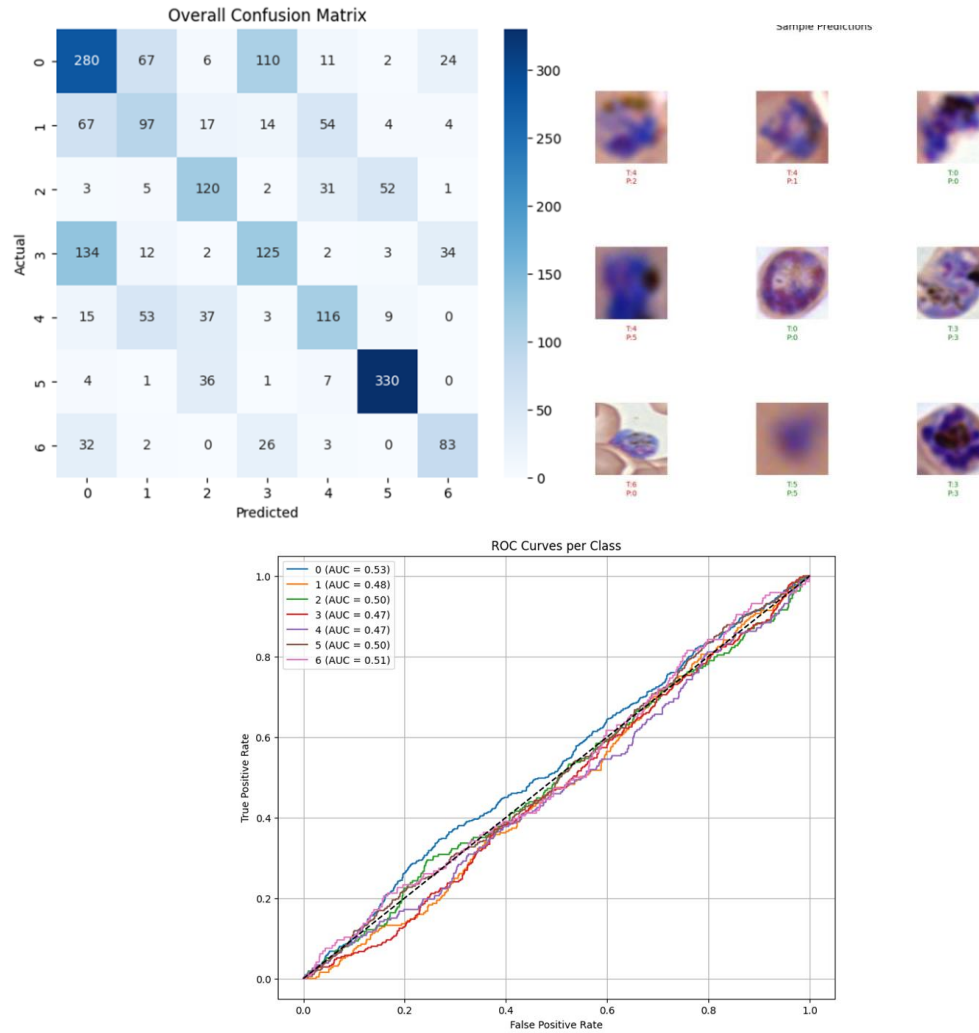 Overall Confusion Matrix
0 280 67 6 110 11 2 24
1 67 97 17 14 54 4 4
2 3 5 120 2 31 52 1
3 134 12 2 125 2 3 34
4 15 53 37 3 116 9 0
5 4 1 36 1 7 330 0
6 32 2 0 26 3 0 83
0 1 2 3 4 5 6
Actual
Predicted
300
250
200
150
100
50
0
Sample Predictions
T:4
P:2
T:4
P:1
T:0
P:0
T:4
P:5
T:0
P:0
T:3
P:3
T:6
P:0
T:5
P:5
T:3
P:3
ROC Curves per Class
0 (AUC = 0.53)
1 (AUC = 0.48)
2 (AUC = 0.50)
3 (AUC = 0.47)
4 (AUC = 0.47)
5 (AUC = 0.50)
6 (AUC = 0.51)
1.0
0.8
0.6
0.4
0.2
0.0
True Positive Rate
0.0 0.2 0.4 0.6 0.8 1.0
False Positive Rate